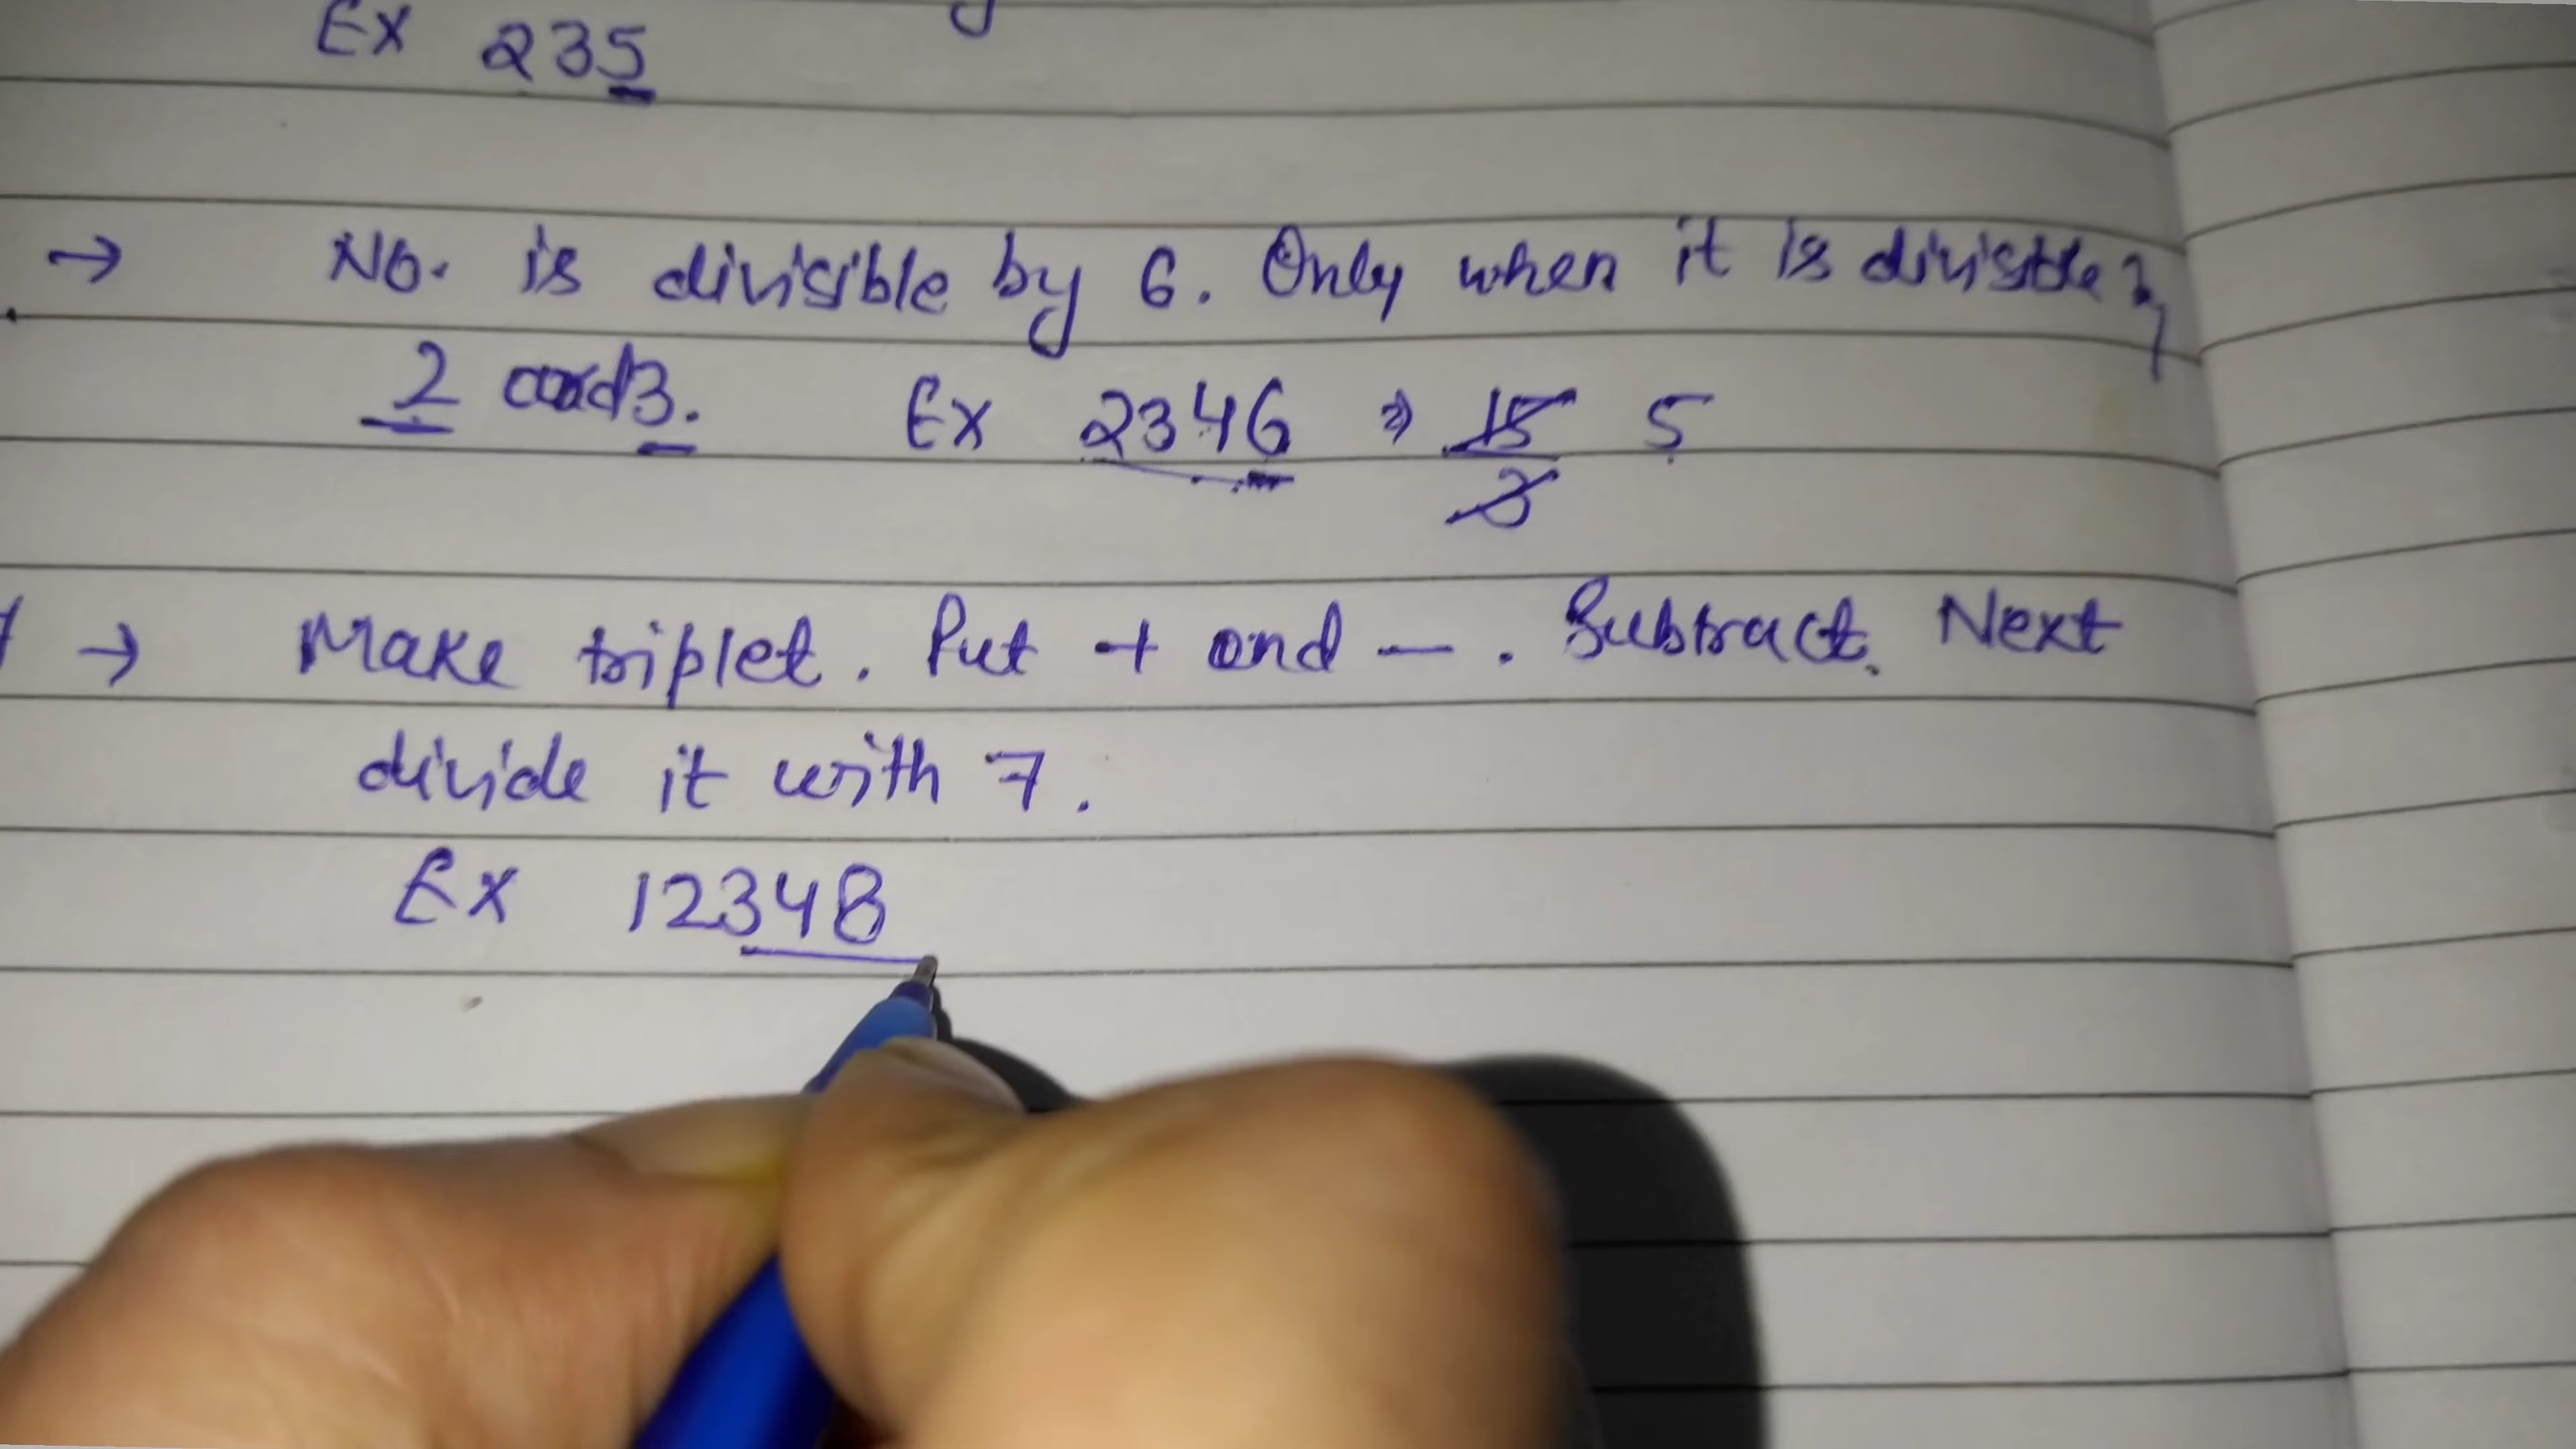 Ex 235
→ No. is divisible by 6. Only when it is divisible by
2 and 3. Ex 2346 ⇒ 15/3 5
→ Make triplet. Put + and - . Subtract. Next
divide it with 7.
Ex 12348